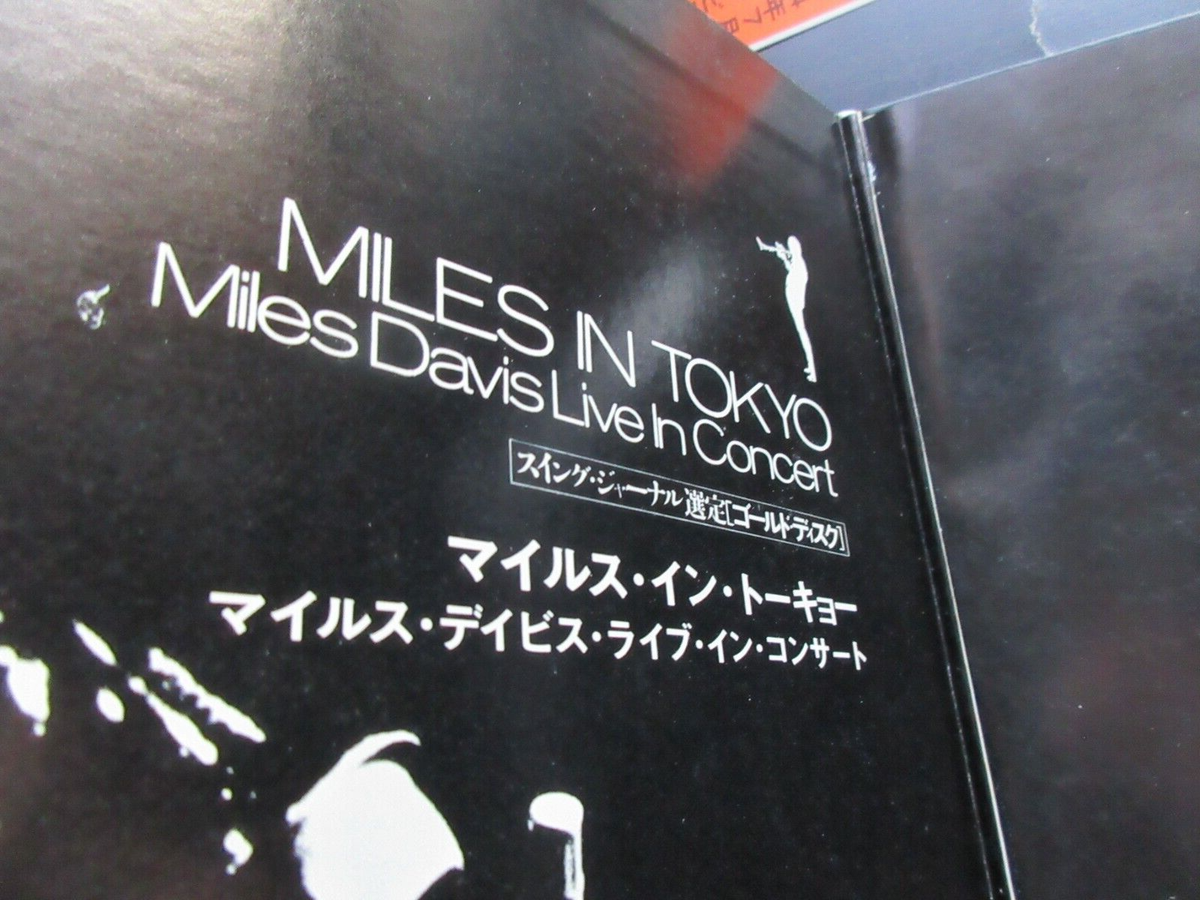 MILES IN TOKYO
Miles Davis Live In Concert
スイング・ジャーナル選定[ゴールドディスク]
マイルス・イン・トーキョー
マイルス・デイビス・ライブ・イン・コンサート